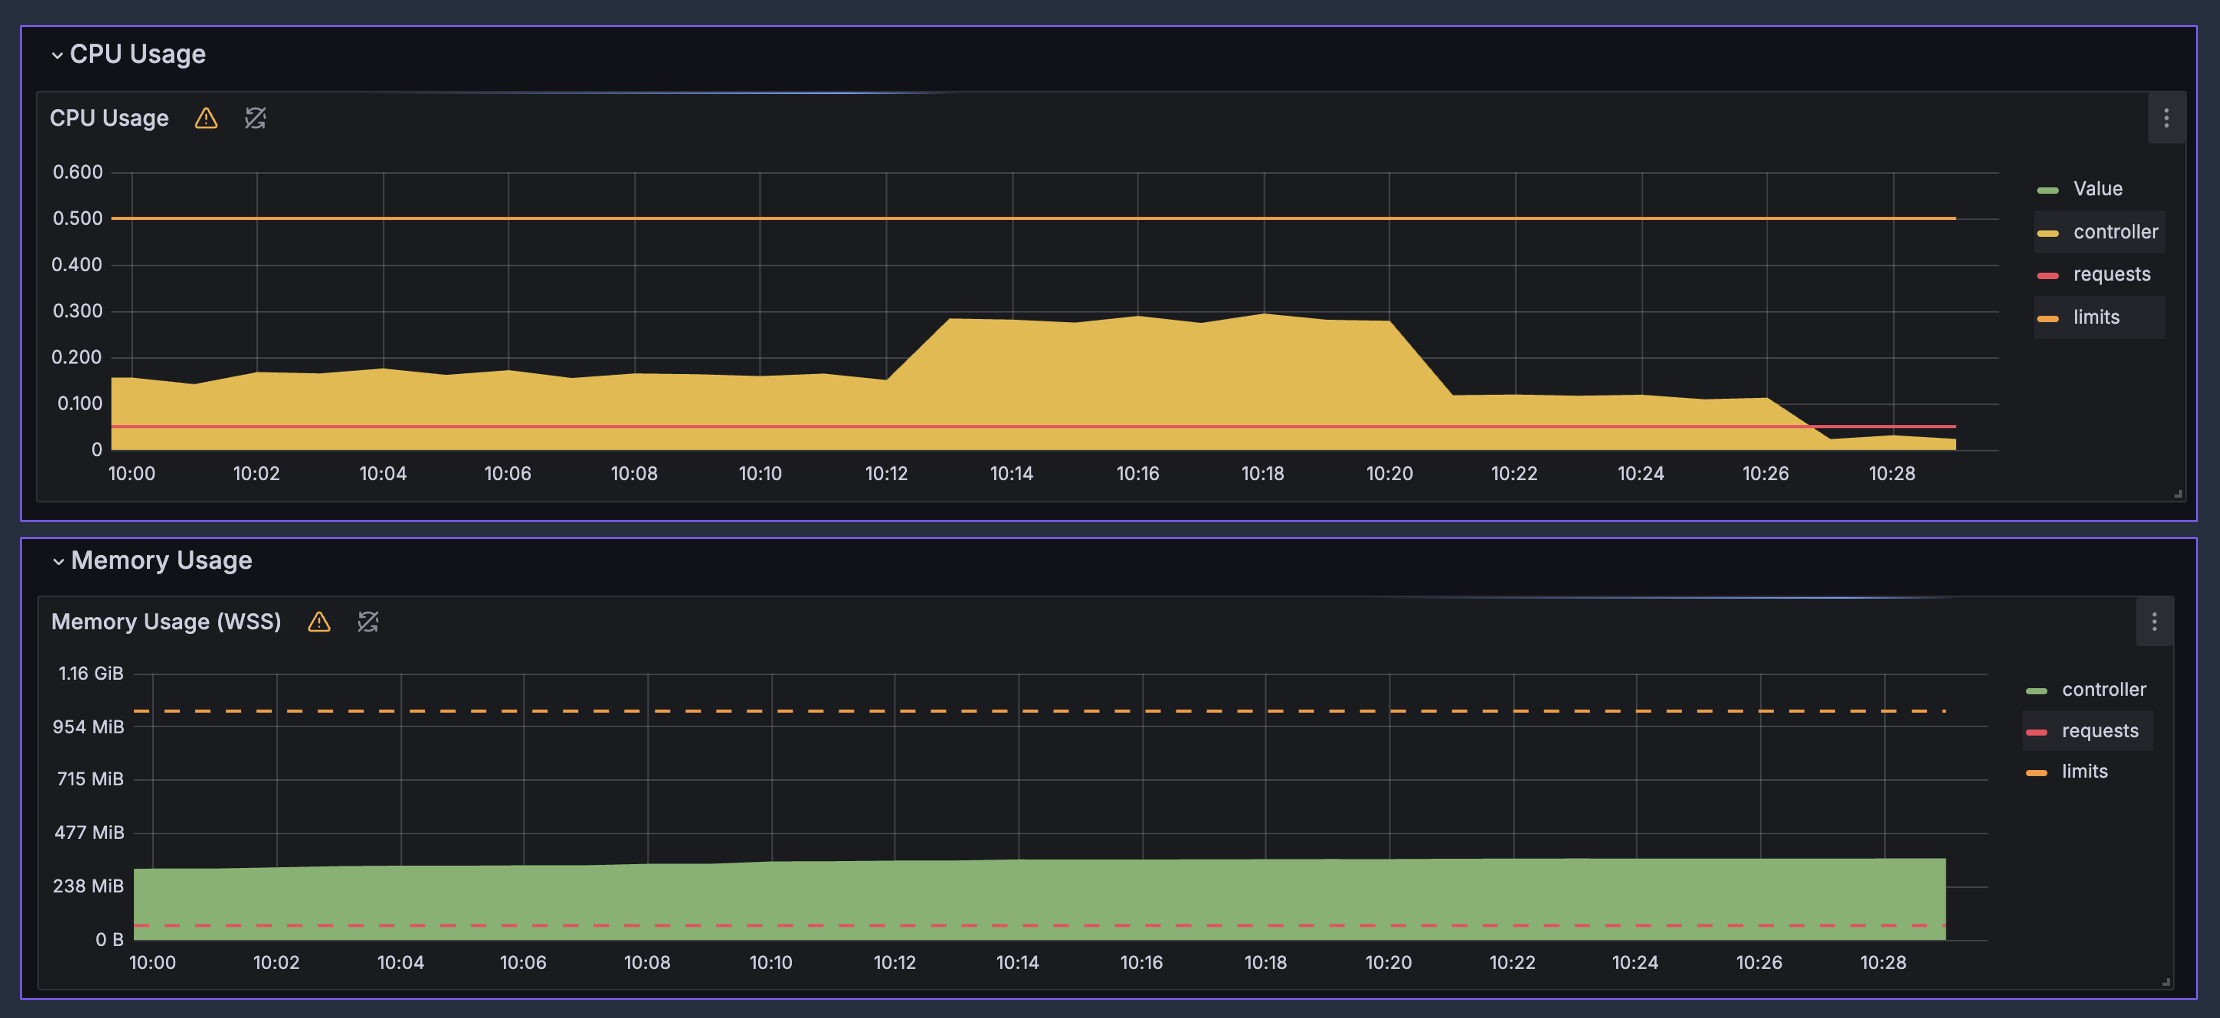 CPU Usage
CPU Usage
0.600
0.500
0.400
0.300
0.200
0.100
0
10:00 10:02 10:04 10:06 10:08 10:10 10:12 10:14 10:16 10:18 10:20 10:22 10:24 10:26 10:28
Value
controller
requests
limits
Memory Usage
Memory Usage (WSS)
1.16 GiB
954 MiB
715 MiB
477 MiB
238 MiB
0 B
10:00 10:02 10:04 10:06 10:08 10:10 10:12 10:14 10:16 10:18 10:20 10:22 10:24 10:26 10:28
controller
requests
limits